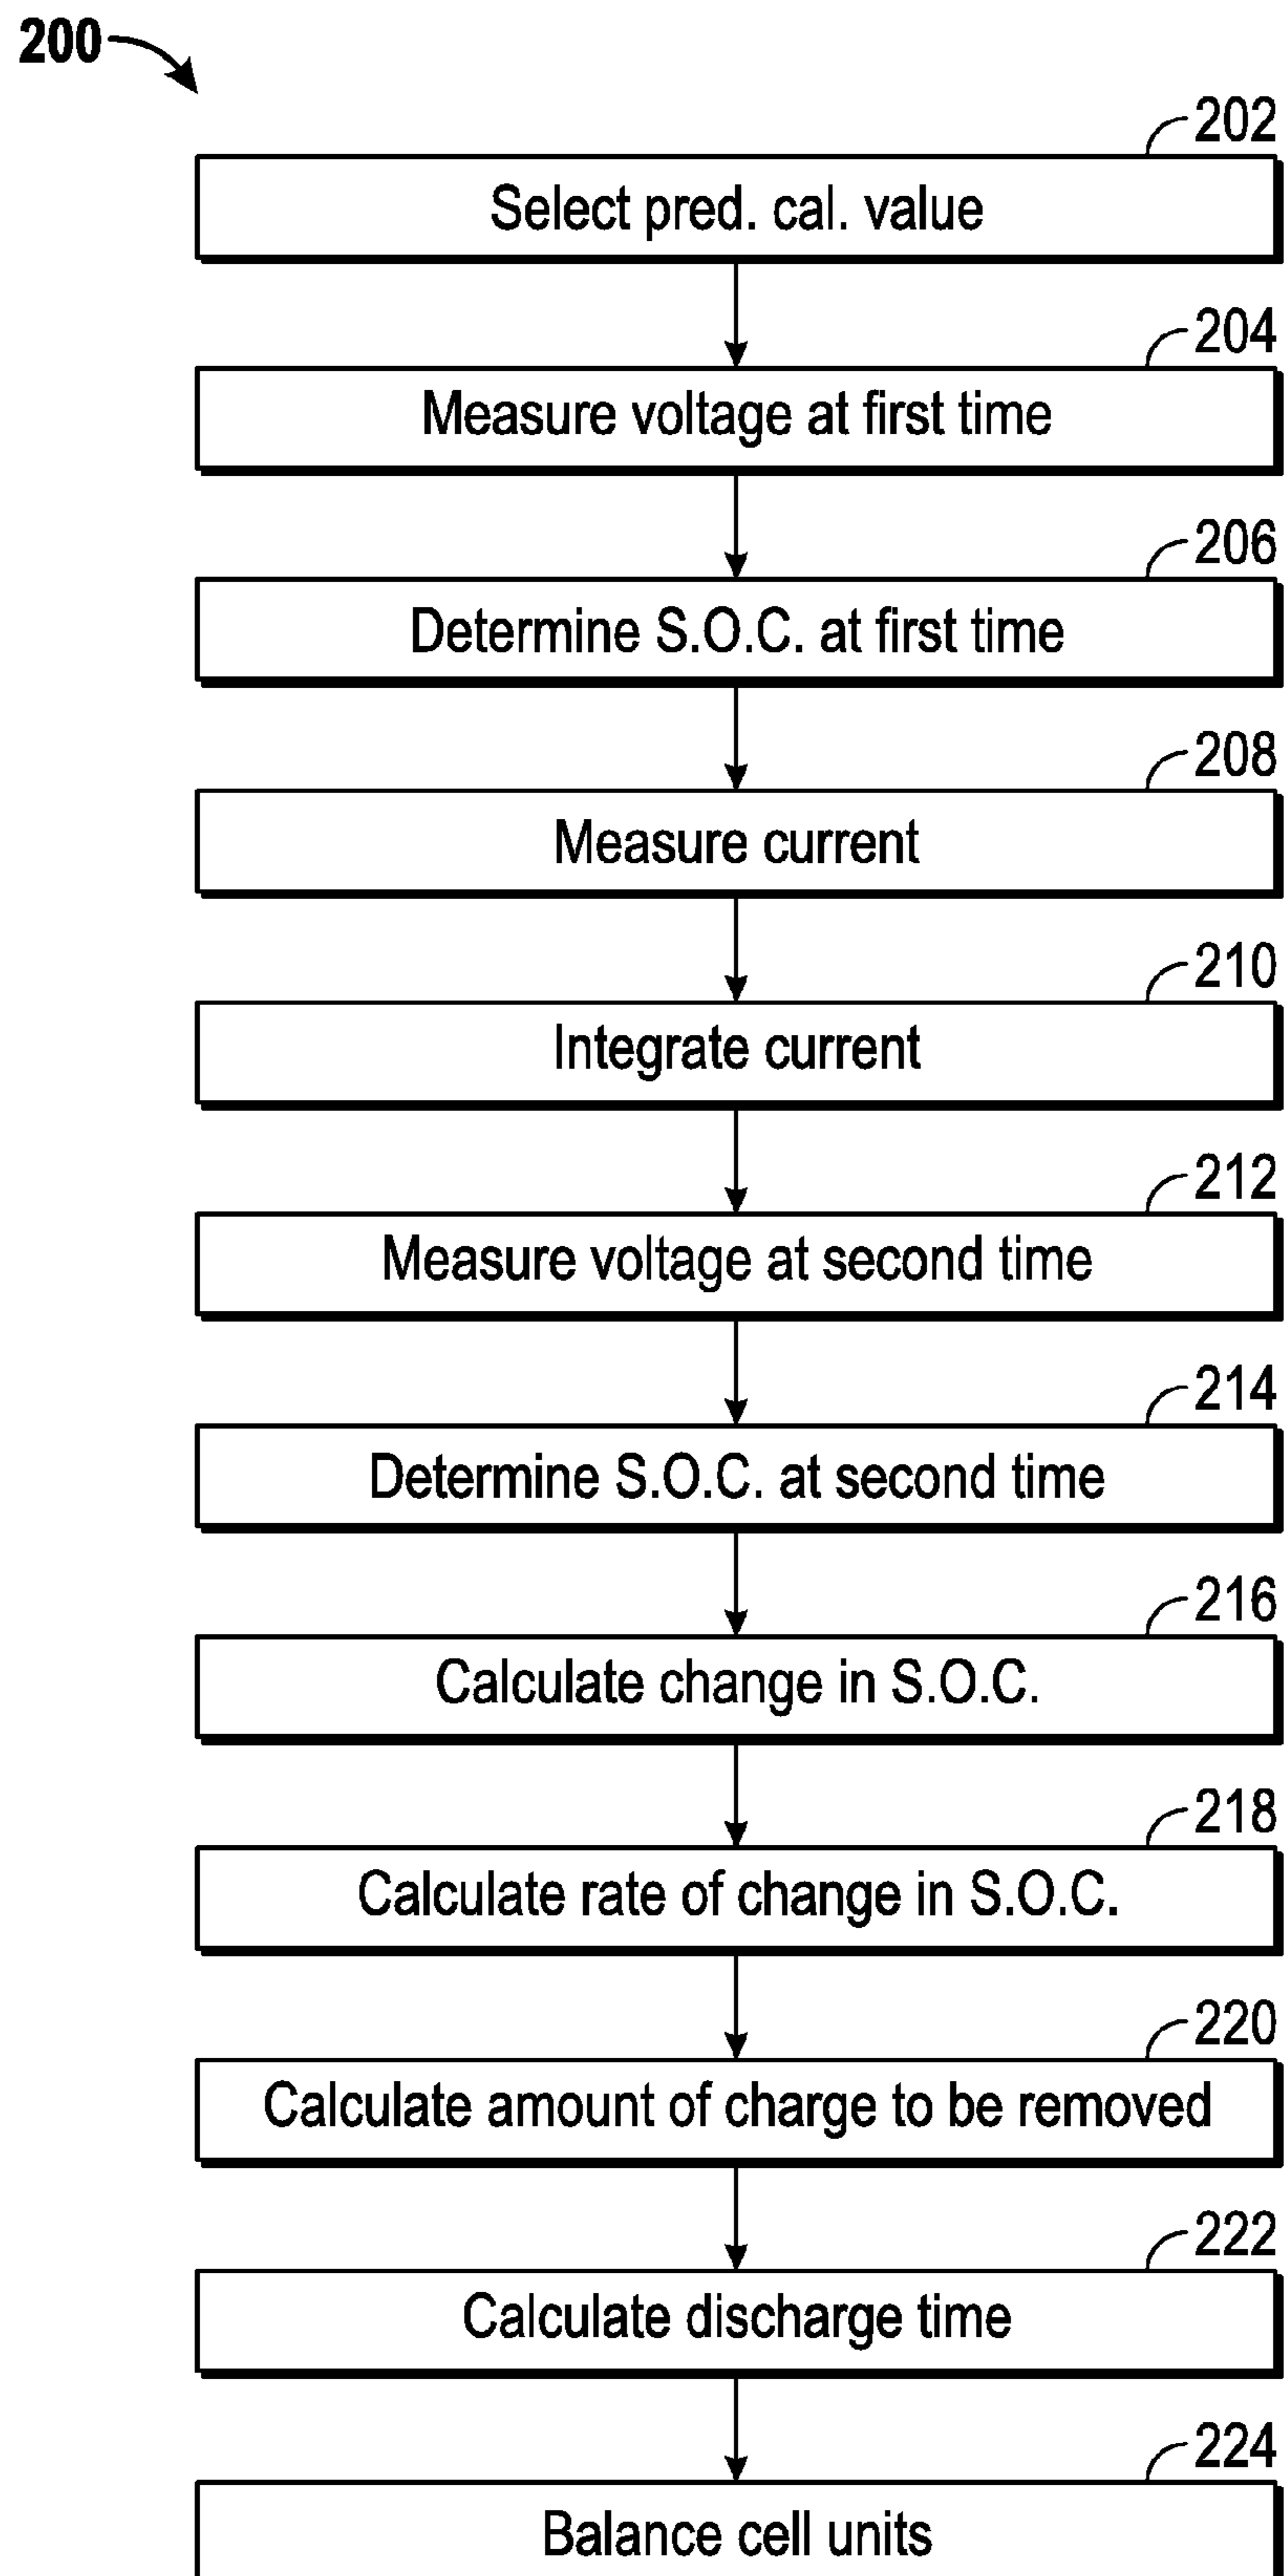 200
202
Select pred. cal. value
204
Measure voltage at first time
206
Determine S.O.C. at first time
208
Measure current
210
Integrate current
212
Measure voltage at second time
214
Determine S.O.C. at second time
216
Calculate change in S.O.C.
218
Calculate rate of change in S.O.C.
220
Calculate amount of charge to be removed
222
Calculate discharge time
224
Balance cell units